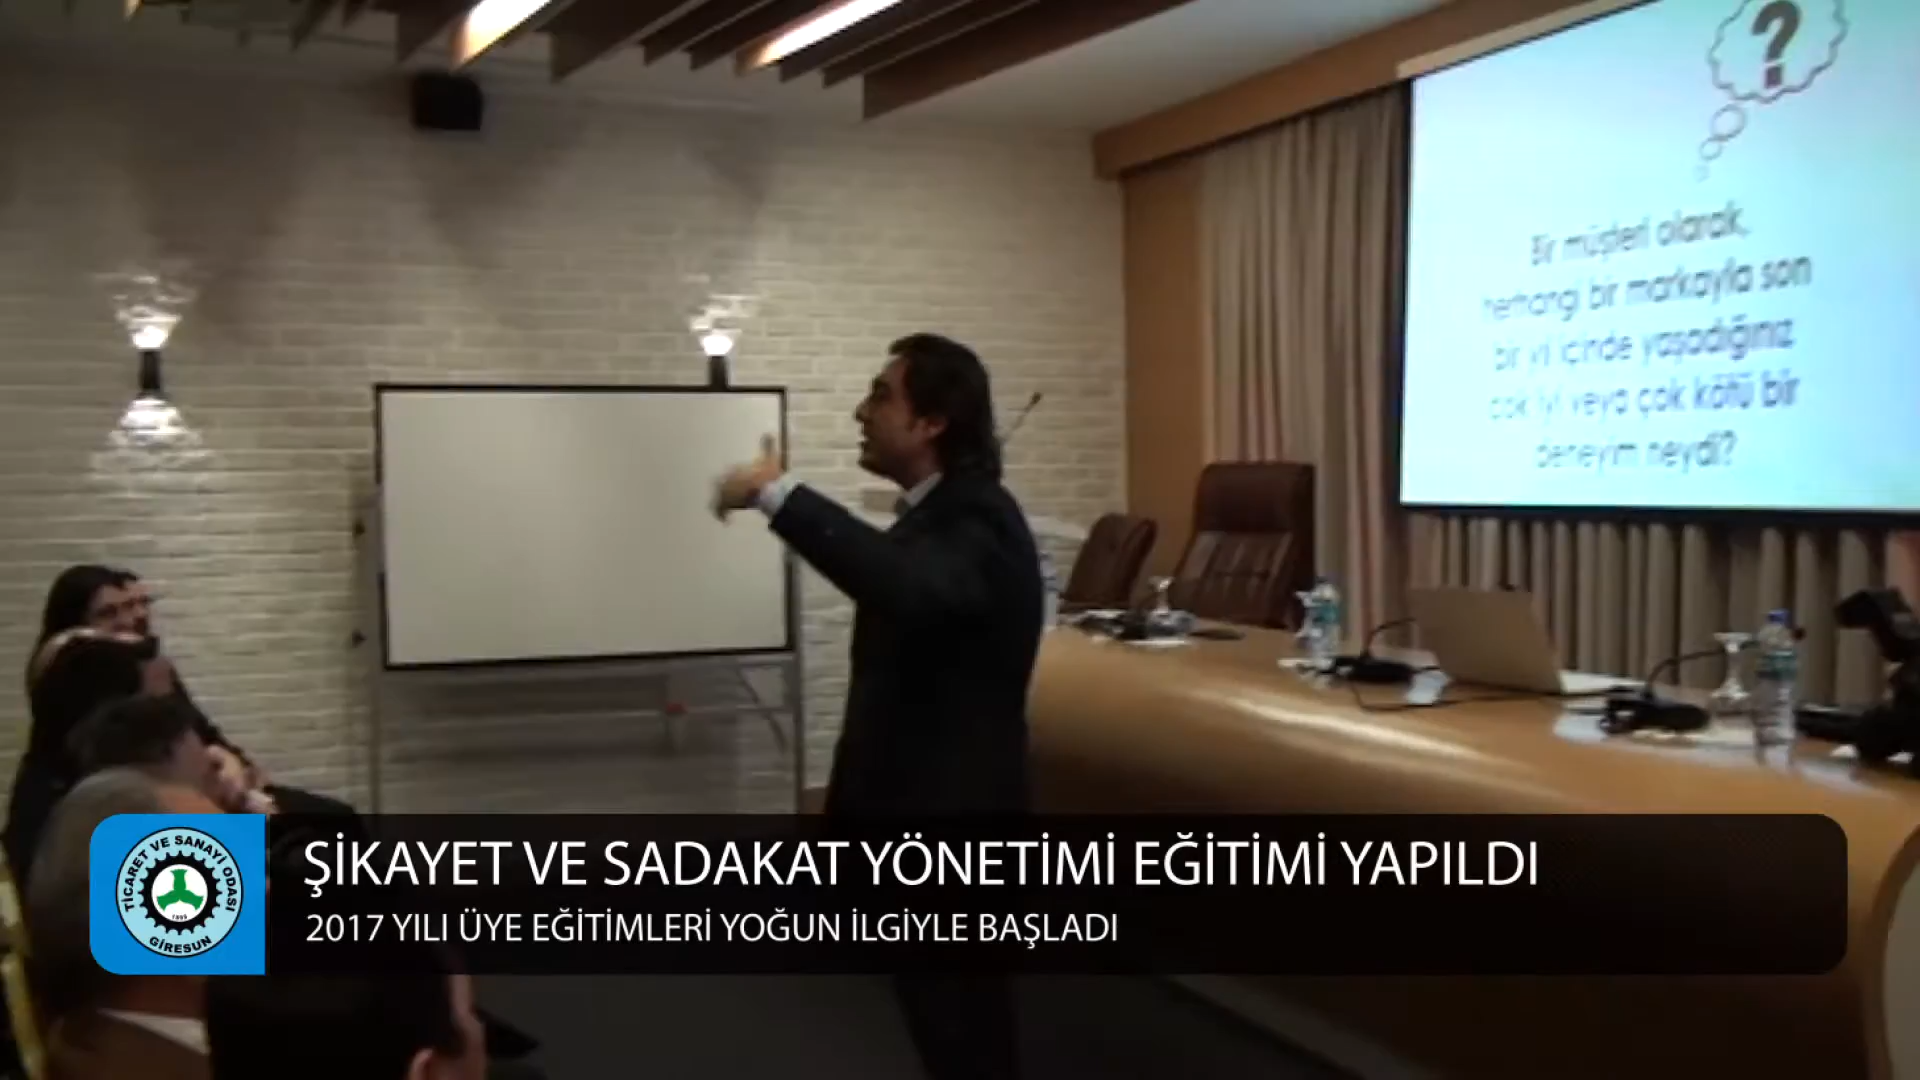 ?
Bir müşteri olarak,
herhangi bir markayla son
bir yıl içinde yaşadığınız
çok iyi veya çok kötü bir
deneyim neydi?
ŞİKAYET VE SADAKAT YÖNETİMİ EĞİTİMİ YAPILDI
2017 YILI ÜYE EĞİTİMLERİ YOĞUN İLGİYLE BAŞLADI
TİCARET VE SANAYİ ODASI
GİRESUN